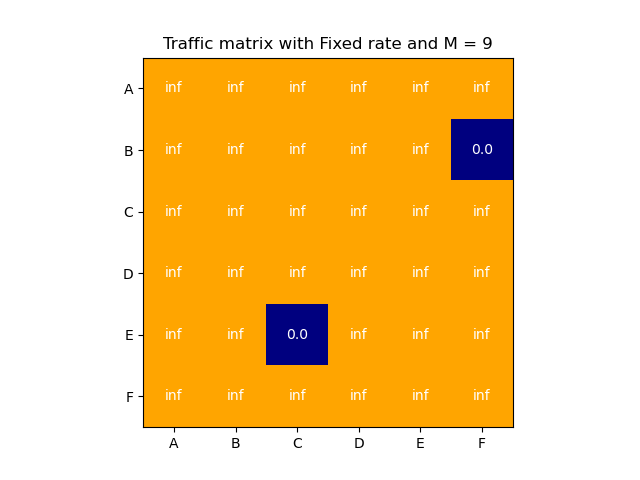 Traffic matrix with Fixed rate and M = 9
A inf inf inf inf inf inf
B inf inf inf inf inf 0.0
C inf inf inf inf inf inf
D inf inf inf inf inf inf
E inf inf 0.0 inf inf inf
F inf inf inf inf inf inf
A B C D E F